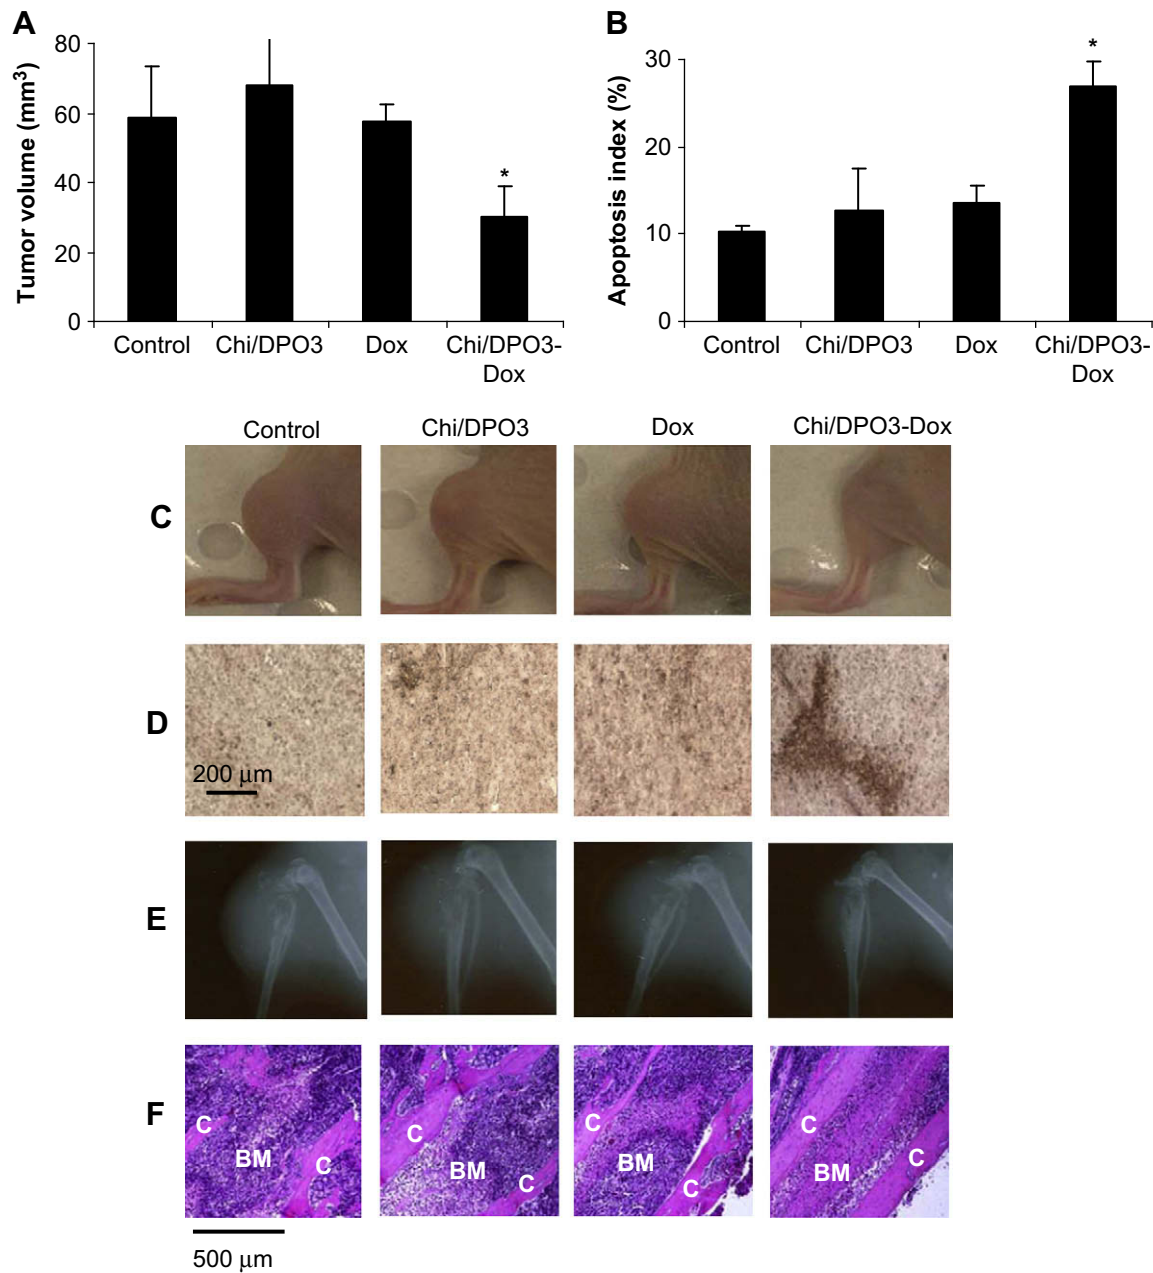 A
B
Tumor volume (mm³)
80
60
40
20
0
*
Control
Chi/DPO3
Dox
Chi/DPO3-
Dox
Apoptosis index (%)
30
20
10
0
*
Control
Chi/DPO3
Dox
Chi/DPO3-
Dox
Control
Chi/DPO3
Dox
Chi/DPO3-Dox
C
D
200 μm
E
F
C
BM
C
C
BM
C
C
BM
C
C
BM
C
500 μm